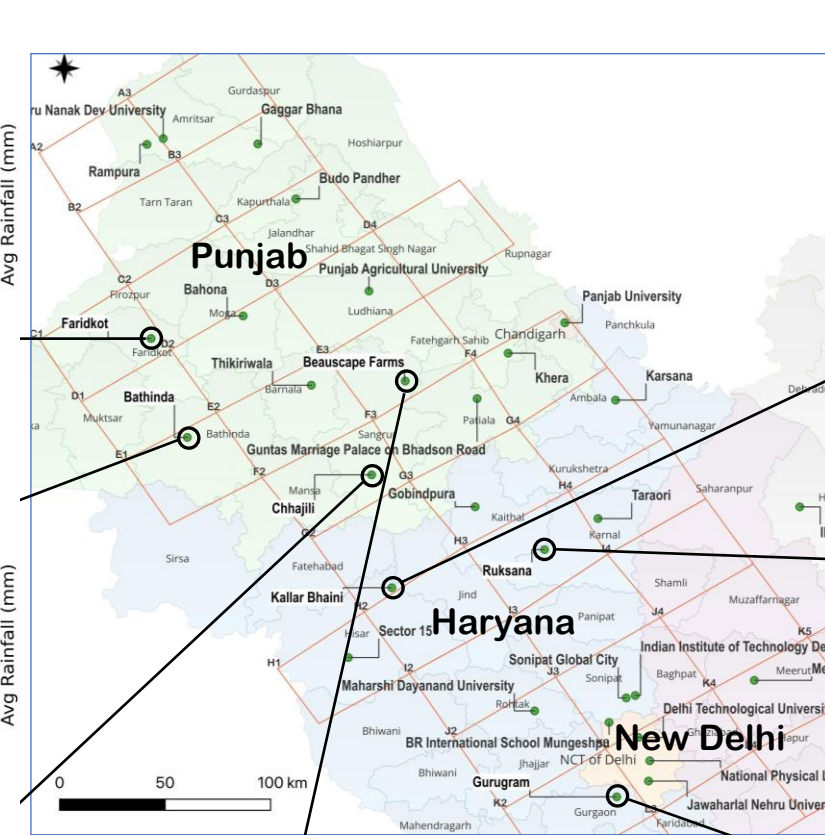 A3
Gurdaspur
ru Nanak Dev University
Gaggar Bhana
Amritsar
A2
Hoshiarpur
B3
Rampura
Budo Pandher
B2
Tarn Taran
Kapurthala
C3
D4
Jalandhar
Punjab
Shahid Bhagat Singh Nagar
Rupnagar
Punjab Agricultural University
C2
D3
Firozpur
Bahona
Panjab University
Moga
Ludhiana
Faridkot
Panchkula
C1
D2
Fatehgarh Sahib
Chandigarh
Faridkot
E3
F4
Thikiriwala
Beauscape Farms
Khera
Karsana
Barnala
D1
Bathinda
Ambala
E2
Muktsar
F3
Patiala
G4
ka
Bathinda
Sangru
Yamunanagar
E1
Guntas Marriage Palace on Bhadson Road
F2
G3
Kurukshetra
Mansa
Gobindpura
H4
Saharanpur
Taraori
Chhajili
Kaithal
G2
Karnal
H3
I4
Sirsa
Fatehabad
Ruksana
Shamli
Kallar Bhaini
Jind
Muzaffarnagar
H2
I3
J4
Panipat
Haryana
Hisar
Sector 15
K5
Indian Institute of Technology De
H1
Sonipat Global City
I2
J3
Sonipat
Baghpat
Meerut
Me
K4
Maharshi Dayanand University
Rohtak
Delhi Technological Universi
Bhiwani
J2
BR International School Mungeshpu
New Delhi
Ghaziabad
apur
Jhajjar
NCT of Delhi
Bhiwani
Gurugram
National Physical L
K2
Jawaharlal Nehru Univer
Gurgaon
L3
Mahendragarh
Faridabad
0 50 100 km
Avg Rainfall (mm)
Avg Rainfall (mm)